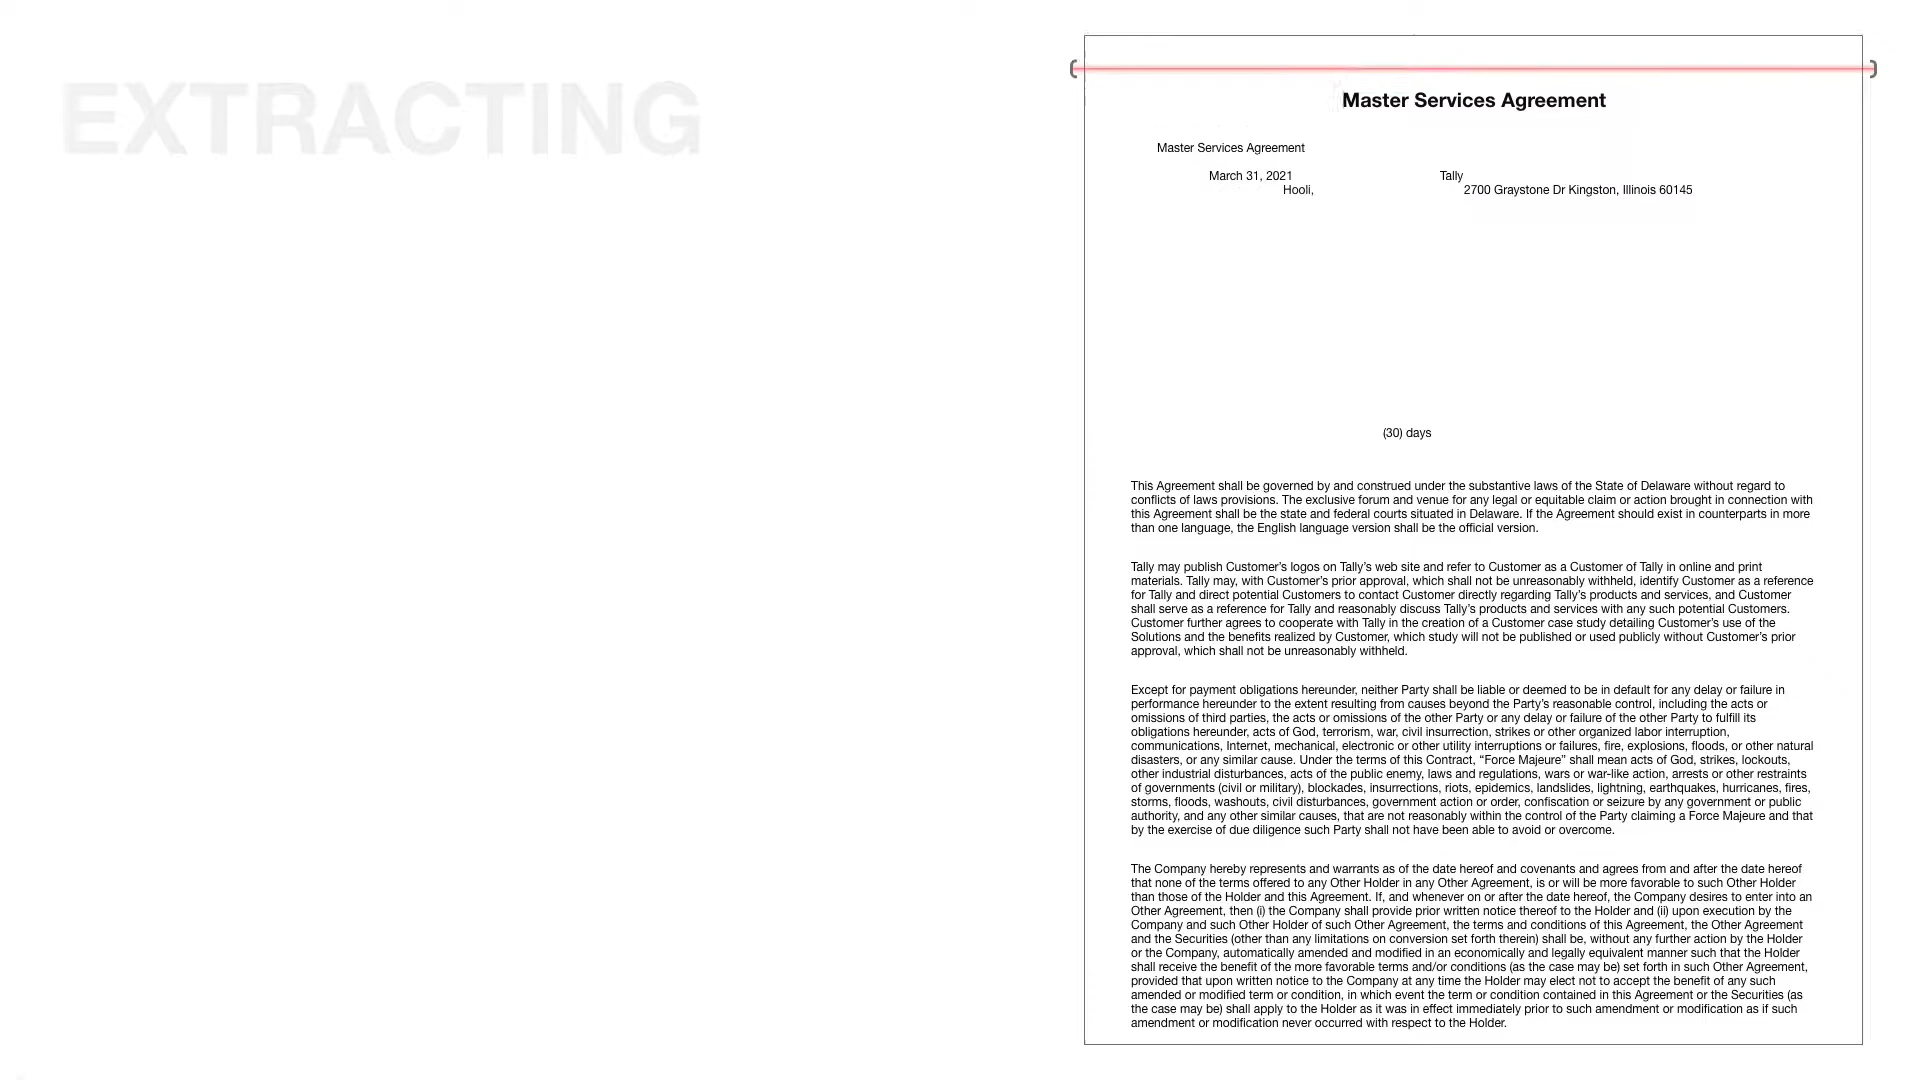 EXTRACTING
Master Services Agreement
Master Services Agreement
March 31, 2021 Tally
Hooli, 2700 Graystone Dr Kingston, Illinois 60145
(30) days
This Agreement shall be governed by and construed under the substantive laws of the State of Delaware without regard to
conflicts of laws provisions. The exclusive forum and venue for any legal or equitable claim or action brought in connection with
this Agreement shall be the state and federal courts situated in Delaware. If the Agreement should exist in counterparts in more
than one language, the English language version shall be the official version.
Tally may publish Customer’s logos on Tally’s web site and refer to Customer as a Customer of Tally in online and print
materials. Tally may, with Customer’s prior approval, which shall not be unreasonably withheld, identify Customer as a reference
for Tally and direct potential Customers to contact Customer directly regarding Tally’s products and services, and Customer
shall serve as a reference for Tally and reasonably discuss Tally’s products and services with any such potential Customers.
Customer further agrees to cooperate with Tally in the creation of a Customer case study detailing Customer’s use of the
Solutions and the benefits realized by Customer, which study will not be published or used publicly without Customer’s prior
approval, which shall not be unreasonably withheld.
Except for payment obligations hereunder, neither Party shall be liable or deemed to be in default for any delay or failure in
performance hereunder to the extent resulting from causes beyond the Party’s reasonable control, including the acts or
omissions of third parties, the acts or omissions of the other Party or any delay or failure of the other Party to fulfill its
obligations hereunder, acts of God, terrorism, war, civil insurrection, strikes or other organized labor interruption,
communications, Internet, mechanical, electronic or other utility interruptions or failures, fire, explosions, floods, or other natural
disasters, or any similar cause. Under the terms of this Contract, “Force Majeure” shall mean acts of God, strikes, lockouts,
other industrial disturbances, acts of the public enemy, laws and regulations, wars or war-like action, arrests or other restraints
of governments (civil or military), blockades, insurrections, riots, epidemics, landslides, lightning, earthquakes, hurricanes, fires,
storms, floods, washouts, civil disturbances, government action or order, confiscation or seizure by any government or public
authority, and any other similar causes, that are not reasonably within the control of the Party claiming a Force Majeure and that
by the exercise of due diligence such Party shall not have been able to avoid or overcome.
The Company hereby represents and warrants as of the date hereof and covenants and agrees from and after the date hereof
that none of the terms offered to any Other Holder in any Other Agreement, is or will be more favorable to such Other Holder
than those of the Holder and this Agreement. If, and whenever on or after the date hereof, the Company desires to enter into an
Other Agreement, then (i) the Company shall provide prior written notice thereof to the Holder and (ii) upon execution by the
Company and such Other Holder of such Other Agreement, the terms and conditions of this Agreement, the Other Agreement
and the Securities (other than any limitations on conversion set forth therein) shall be, without any further action by the Holder
or the Company, automatically amended and modified in an economically and legally equivalent manner such that the Holder
shall receive the benefit of the more favorable terms and/or conditions (as the case may be) set forth in such Other Agreement,
provided that upon written notice to the Company at any time the Holder may elect not to accept the benefit of any such
amended or modified term or condition, in which event the term or condition contained in this Agreement or the Securities (as
the case may be) shall apply to the Holder as it was in effect immediately prior to such amendment or modification as if such
amendment or modification never occurred with respect to the Holder.